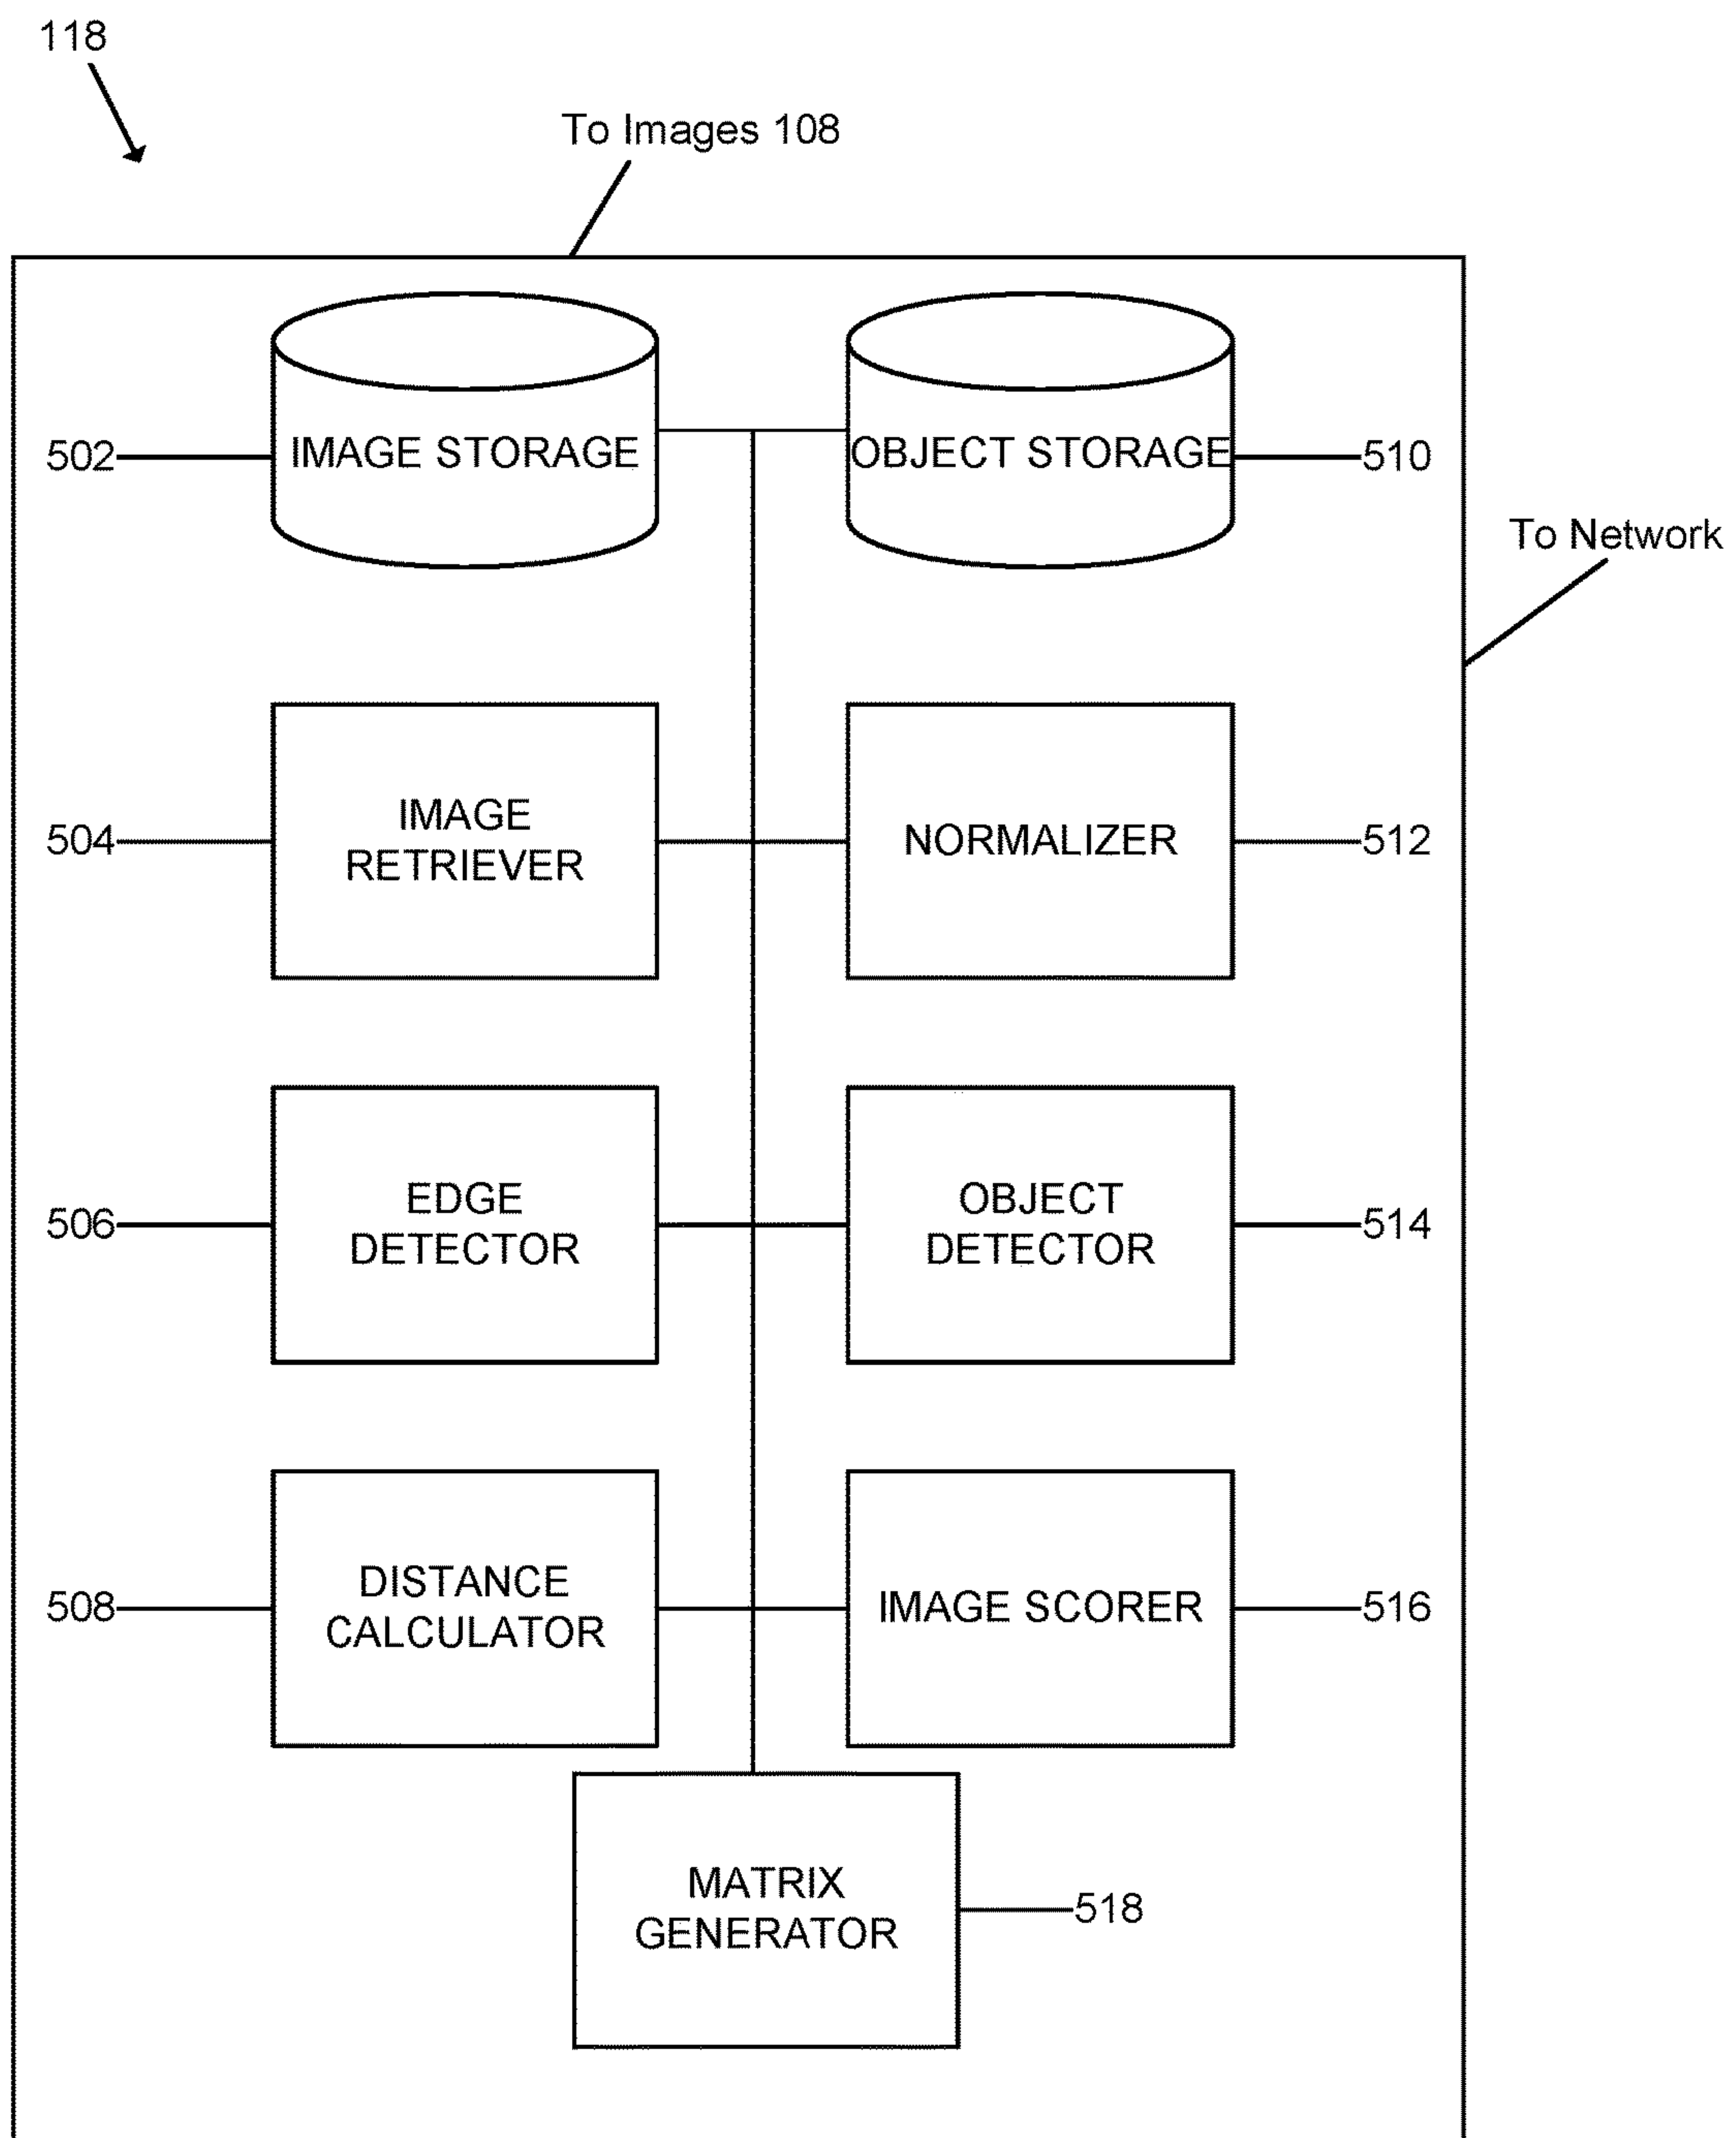 118
To Images 108
502
IMAGE STORAGE
OBJECT STORAGE
510
To Network
504
IMAGE
RETRIEVER
NORMALIZER
512
506
EDGE
DETECTOR
OBJECT
DETECTOR
514
508
DISTANCE
CALCULATOR
IMAGE SCORER
516
MATRIX
GENERATOR
518